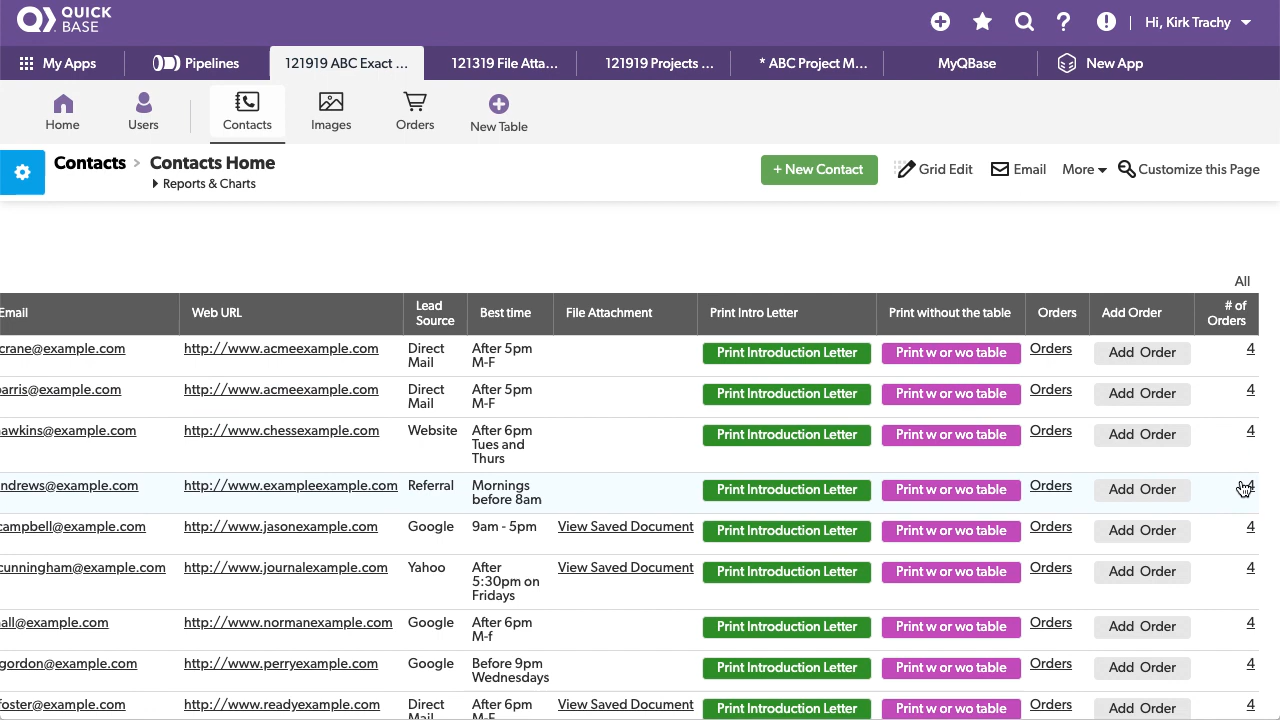 QUICK
BASE
Hi, Kirk Trachy
My Apps
Pipelines
121919 ABC Exact ...
121319 File Atta...
121919 Projects ...
* ABC Project M...
MyQBase
New App
Home
Users
Contacts
Images
Orders
New Table
Contacts > Contacts Home
Reports & Charts
+ New Contact
Grid Edit
Email
More
Customize this Page
All
Email Web URL Lead Source Best time File Attachment Print Intro Letter Print without the table Orders Add Order # of Orders
crane@example.com http://www.acmeexample.com Direct Mail After 5pm M-F Print Introduction Letter Print w or wo table Orders Add Order 4
arris@example.com http://www.acmeexample.com Direct Mail After 5pm M-F Print Introduction Letter Print w or wo table Orders Add Order 4
awkins@example.com http://www.chessexample.com Website After 6pm Tues and Thurs Print Introduction Letter Print w or wo table Orders Add Order 4
ndrews@example.com http://www.exampleexample.com Referral Mornings before 8am Print Introduction Letter Print w or wo table Orders Add Order 4
campbell@example.com http://www.jasonexample.com Google 9am - 5pm View Saved Document Print Introduction Letter Print w or wo table Orders Add Order 4
cunningham@example.com http://www.journalexample.com Yahoo After 5:30pm on Fridays View Saved Document Print Introduction Letter Print w or wo table Orders Add Order 4
all@example.com http://www.normanexample.com Google After 6pm M-f Print Introduction Letter Print w or wo table Orders Add Order 4
gordon@example.com http://www.perryexample.com Google Before 9pm Wednesdays Print Introduction Letter Print w or wo table Orders Add Order 4
foster@example.com http://www.readyexample.com Direct Mail After 6pm M-F View Saved Document Print Introduction Letter Print w or wo table Orders Add Order 4